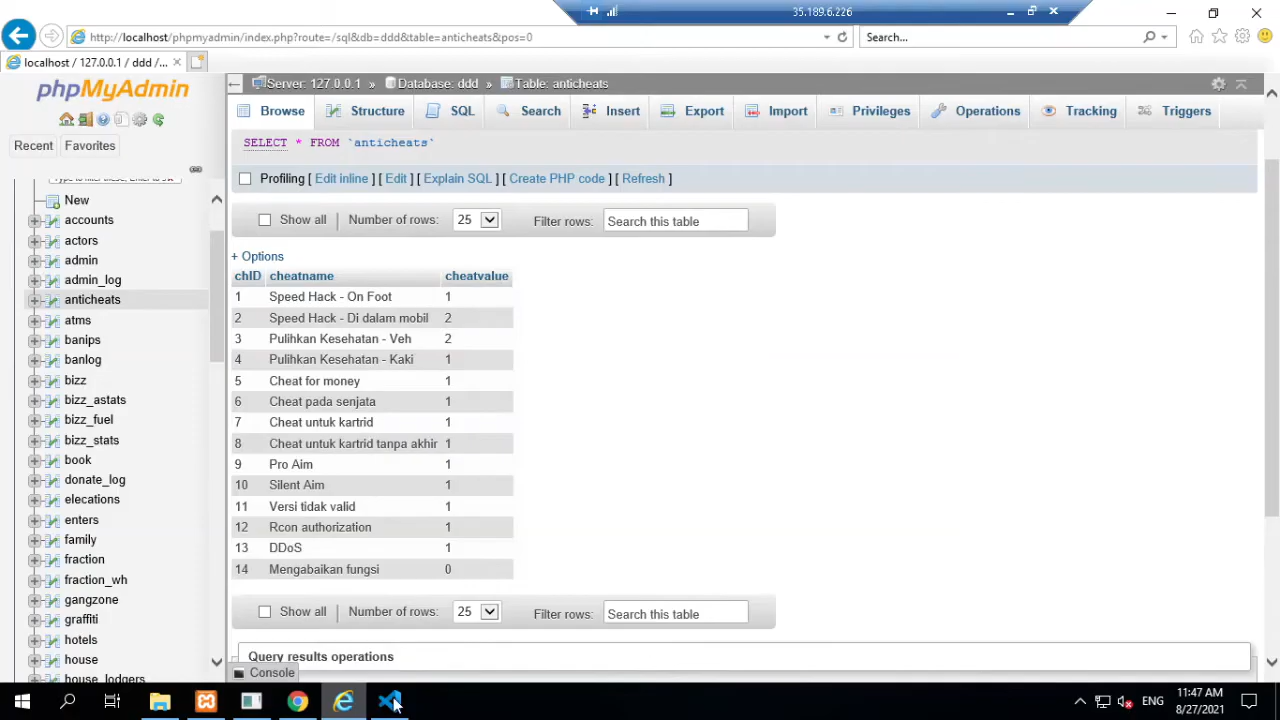 35.189.6.226
http://localhost/phpmyadmin/index.php?route=/sql&db=ddd&table=anticheats&pos=0
Search...
localhost / 127.0.0.1 / ddd /...
phpMyAdmin
Recent
Favorites
New
accounts
actors
admin
admin_log
anticheats
atms
banips
banlog
bizz
bizz_astats
bizz_fuel
bizz_stats
book
donate_log
elecations
enters
family
fraction
fraction_wh
gangzone
graffiti
hotels
house
house_lodgers
Server: 127.0.0.1 » Database: ddd » Table: anticheats
Browse Structure SQL Search Insert Export Import Privileges Operations Tracking Triggers
SELECT * FROM `anticheats`
Profiling [ Edit inline ] [ Edit ] [ Explain SQL ] [ Create PHP code ] [ Refresh ]
Show all | Number of rows: 25 Filter rows: Search this table
+ Options
chID cheatname cheatvalue
1 Speed Hack - On Foot 1
2 Speed Hack - Di dalam mobil 2
3 Pulihkan Kesehatan - Veh 2
4 Pulihkan Kesehatan - Kaki 1
5 Cheat for money 1
6 Cheat pada senjata 1
7 Cheat untuk kartrid 1
8 Cheat untuk kartrid tanpa akhir 1
9 Pro Aim 1
10 Silent Aim 1
11 Versi tidak valid 1
12 Rcon authorization 1
13 DDoS 1
14 Mengabaikan fungsi 0
Show all | Number of rows: 25 Filter rows: Search this table
Query results operations
Console
ENG
11:47 AM
8/27/2021